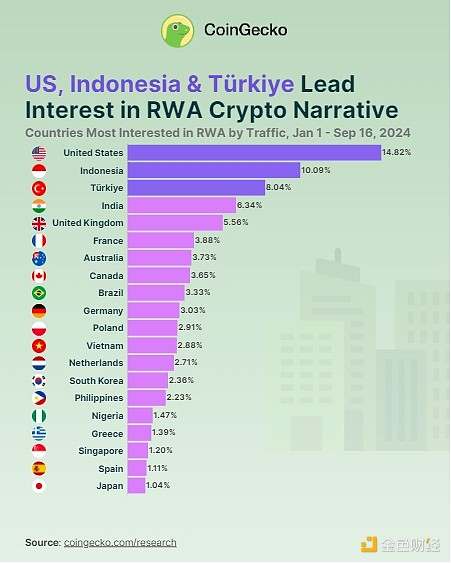 CoinGecko
US, Indonesia & Türkiye Lead
Interest in RWA Crypto Narrative
Countries Most Interested in RWA by Traffic, Jan 1 - Sep 16, 2024
United States 14.82%
Indonesia 10.09%
Türkiye 8.04%
India 6.34%
United Kingdom 5.56%
France 3.88%
Australia 3.73%
Canada 3.65%
Brazil 3.33%
Germany 3.03%
Poland 2.91%
Vietnam 2.88%
Netherlands 2.71%
South Korea 2.36%
Philippines 2.23%
Nigeria 1.47%
Greece 1.39%
Singapore 1.20%
Spain 1.11%
Japan 1.04%
Source: coingecko.com/research
金色财经